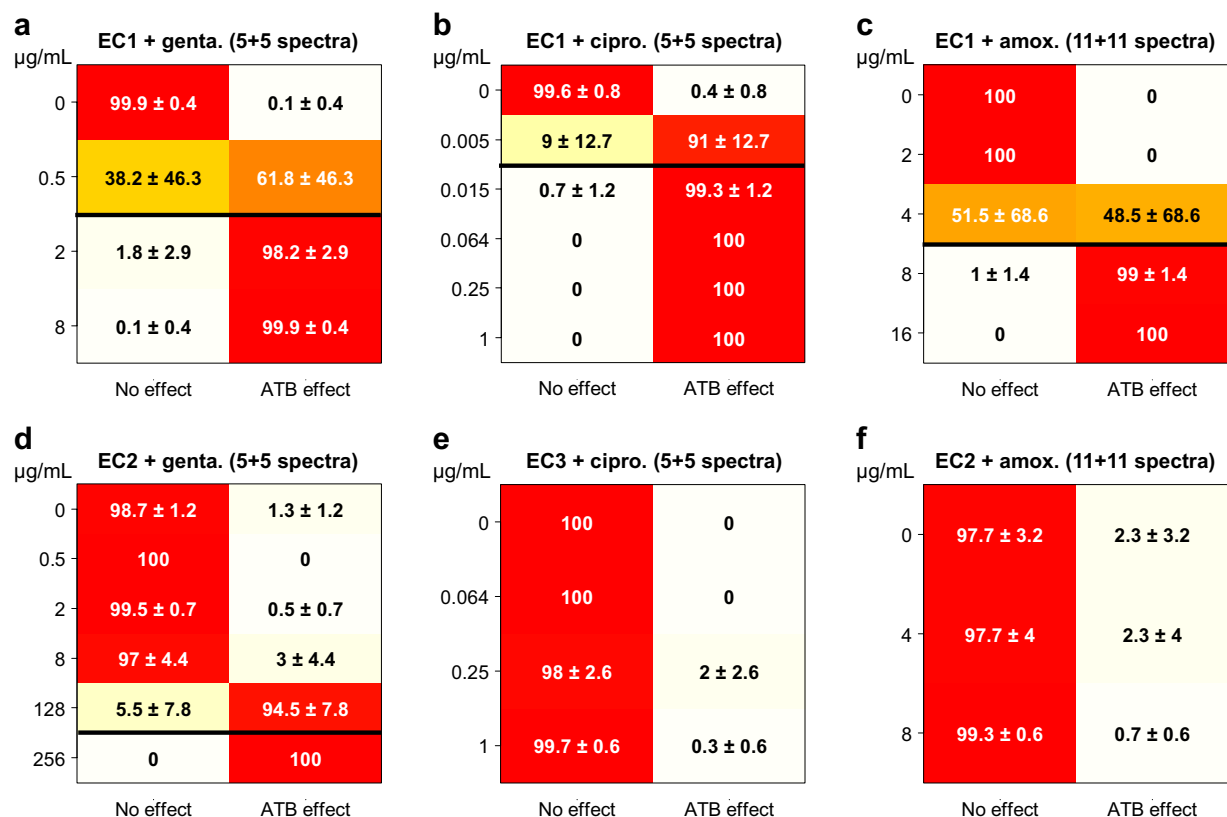 a
EC1 + genta. (5+5 spectra)
µg/mL
0
99.9 ± 0.4
0.1 ± 0.4
0.5
38.2 ± 46.3
61.8 ± 46.3
2
1.8 ± 2.9
98.2 ± 2.9
8
0.1 ± 0.4
99.9 ± 0.4
No effect
ATB effect
b
EC1 + cipro. (5+5 spectra)
µg/mL
0
99.6 ± 0.8
0.4 ± 0.8
0.005
9 ± 12.7
91 ± 12.7
0.015
0.7 ± 1.2
99.3 ± 1.2
0.064
0
100
0.25
0
100
1
0
100
No effect
ATB effect
c
EC1 + amox. (11+11 spectra)
µg/mL
0
100
0
2
100
0
4
51.5 ± 68.6
48.5 ± 68.6
8
1 ± 1.4
99 ± 1.4
16
0
100
No effect
ATB effect
d
EC2 + genta. (5+5 spectra)
µg/mL
0
98.7 ± 1.2
1.3 ± 1.2
0.5
100
0
2
99.5 ± 0.7
0.5 ± 0.7
8
97 ± 4.4
3 ± 4.4
128
5.5 ± 7.8
94.5 ± 7.8
256
0
100
No effect
ATB effect
e
EC3 + cipro. (5+5 spectra)
µg/mL
0
100
0
0.064
100
0
0.25
98 ± 2.6
2 ± 2.6
1
99.7 ± 0.6
0.3 ± 0.6
No effect
ATB effect
f
EC2 + amox. (11+11 spectra)
µg/mL
0
97.7 ± 3.2
2.3 ± 3.2
4
97.7 ± 4
2.3 ± 4
8
99.3 ± 0.6
0.7 ± 0.6
No effect
ATB effect